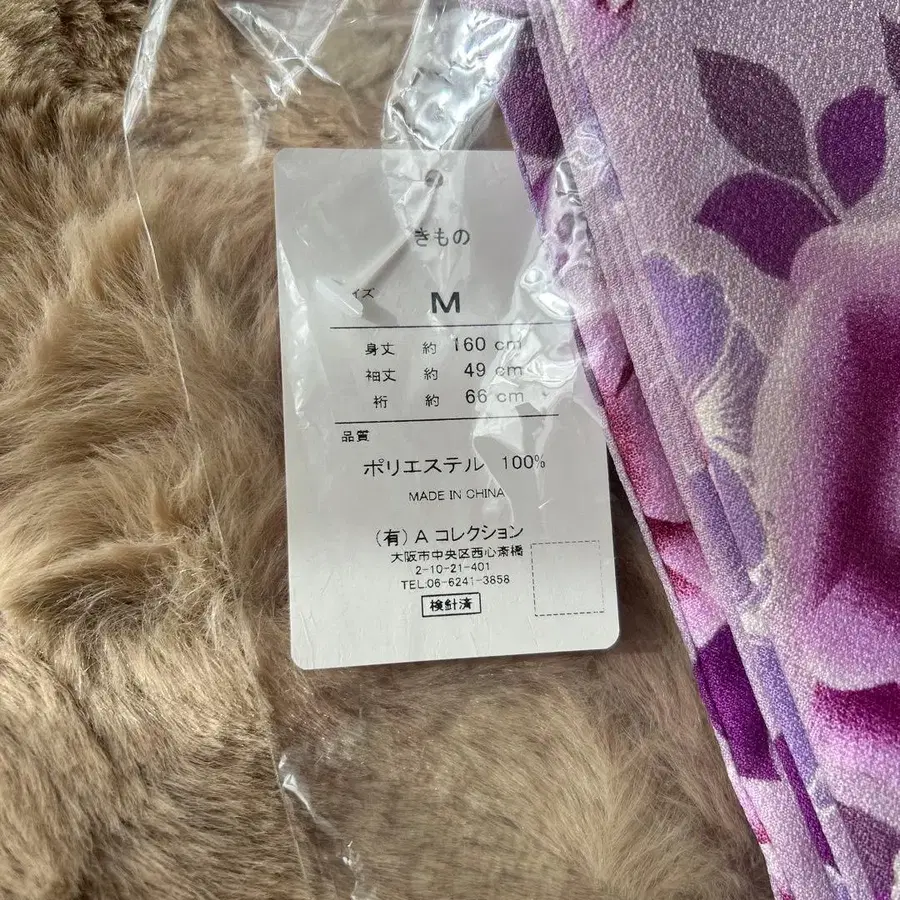 きもの
イズ M
身丈 約 160 cm
袖丈 約 49 cm
裄 約 66 cm
品質
ポリエステル 100%
MADE IN CHINA
(有) A コレクション
大阪市中央区西心斎橋
2-10-21-401
TEL.06-6241-3858
検針済